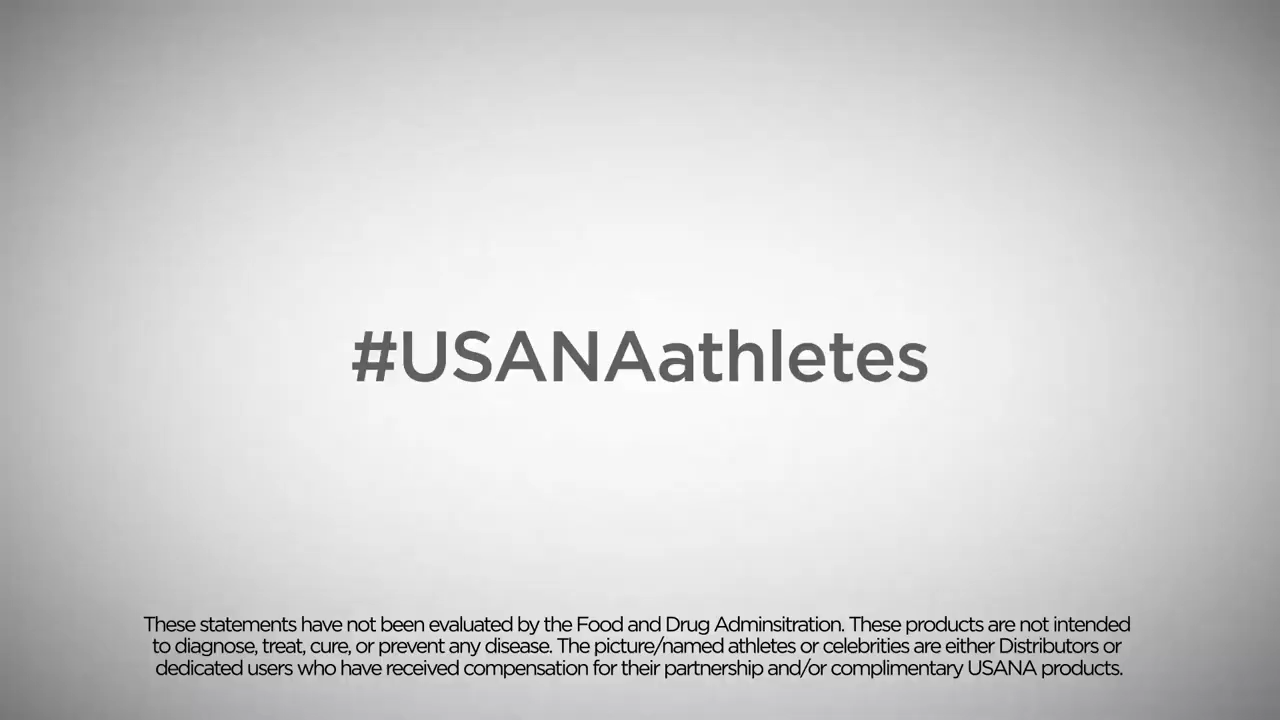 #USANAathletes
These statements have not been evaluated by the Food and Drug Adminsitration. These products are not intended
to diagnose, treat, cure, or prevent any disease. The picture/named athletes or celebrities are either Distributors or
dedicated users who have received compensation for their partnership and/or complimentary USANA products.